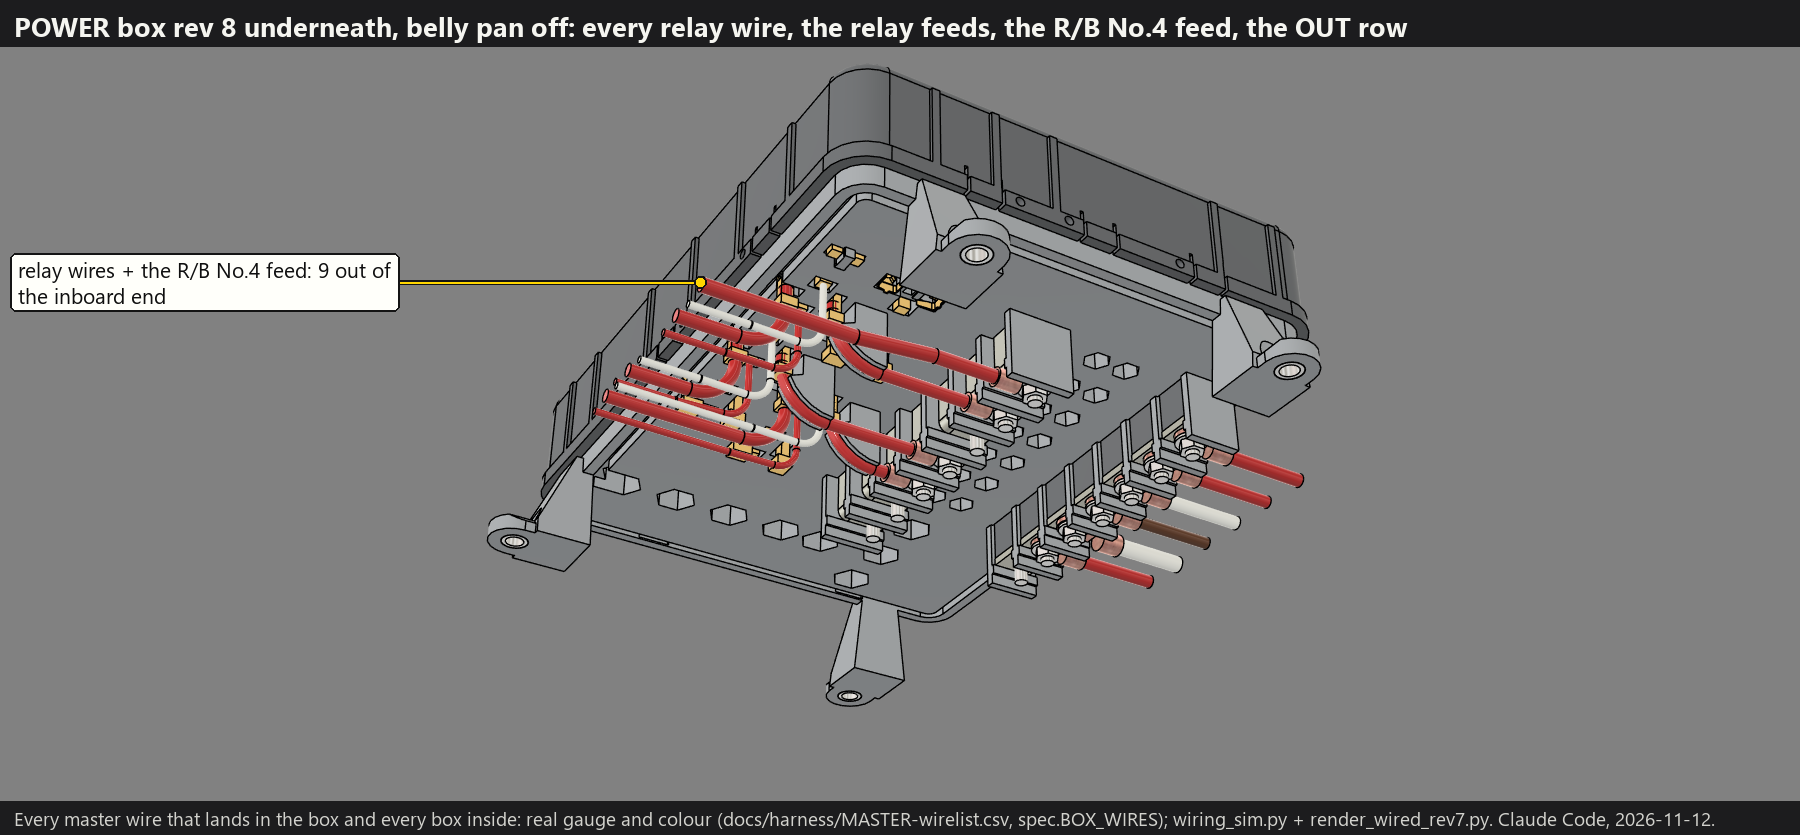 POWER box rev 8 underneath, belly pan off: every relay wire, the relay feeds, the R/B No.4 feed, the OUT row
relay wires + the R/B No.4 feed: 9 out of
the inboard end
Every master wire that lands in the box and every box inside: real gauge and colour (docs/harness/MASTER-wirelist.csv, spec.BOX_WIRES); wiring_sim.py + render_wired_rev7.py. Claude Code, 2026-11-12.